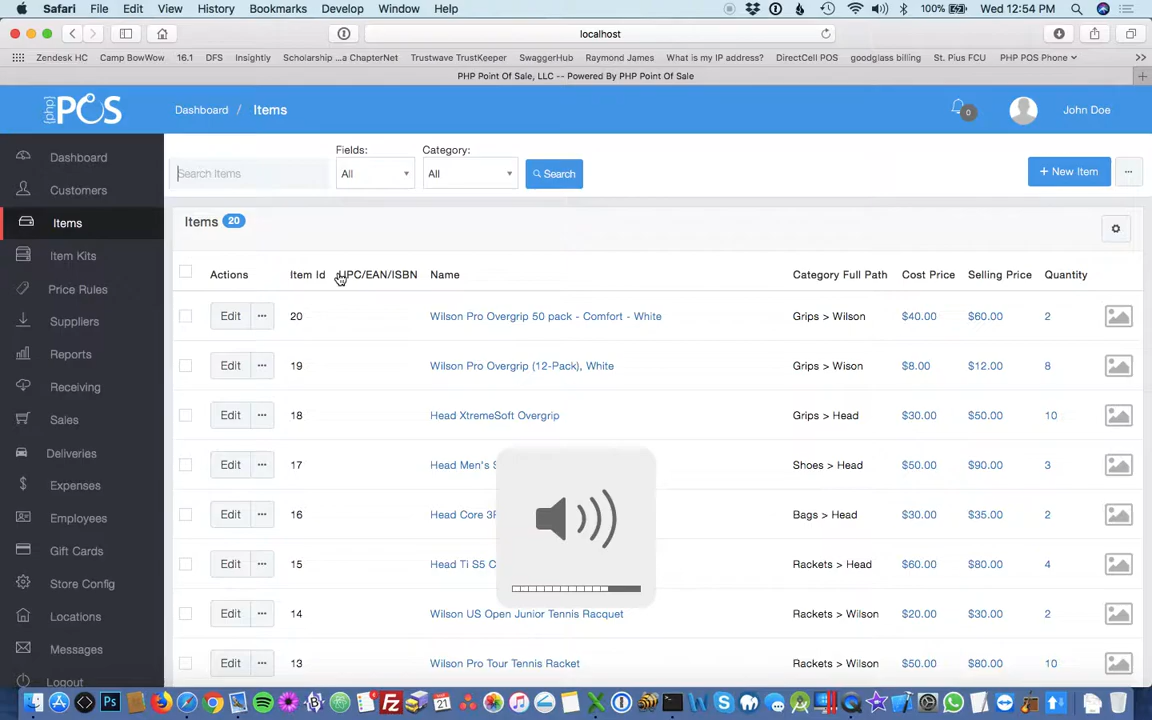 Safari File Edit View History Bookmarks Develop Window Help 100% Wed 12:54 PM
localhost
Zendesk HC Camp BowWow 16.1 DFS Insightly Scholarship ...a ChapterNet Trustwave TrustKeeper SwaggerHub Raymond James What is my IP address? DirectCell POS goodglass billing St. Pius FCU PHP POS Phone
PHP Point Of Sale, LLC -- Powered By PHP Point Of Sale
(php) POS Dashboard / Items 0 John Doe
Fields: Category:
Search Items All All Search + New Item ...
Dashboard
Customers
Items
Item Kits
Price Rules
Suppliers
Reports
Receiving
Sales
Deliveries
Expenses
Employees
Gift Cards
Store Config
Locations
Messages
Logout
Items 20
Actions Item Id UPC/EAN/ISBN Name Category Full Path Cost Price Selling Price Quantity
Edit ... 20 Wilson Pro Overgrip 50 pack - Comfort - White Grips > Wilson $40.00 $60.00 2
Edit ... 19 Wilson Pro Overgrip (12-Pack), White Grips > Wison $8.00 $12.00 8
Edit ... 18 Head XtremeSoft Overgrip Grips > Head $30.00 $50.00 10
Edit ... 17 Head Men's Shoes > Head $50.00 $90.00 3
Edit ... 16 Head Core Bags > Head $30.00 $35.00 2
Edit ... 15 Head Ti S5 Rackets > Head $60.00 $80.00 4
Edit ... 14 Wilson US Open Junior Tennis Racquet Rackets > Wilson $20.00 $30.00 2
Edit ... 13 Wilson Pro Tour Tennis Racket Rackets > Wilson $50.00 $80.00 10